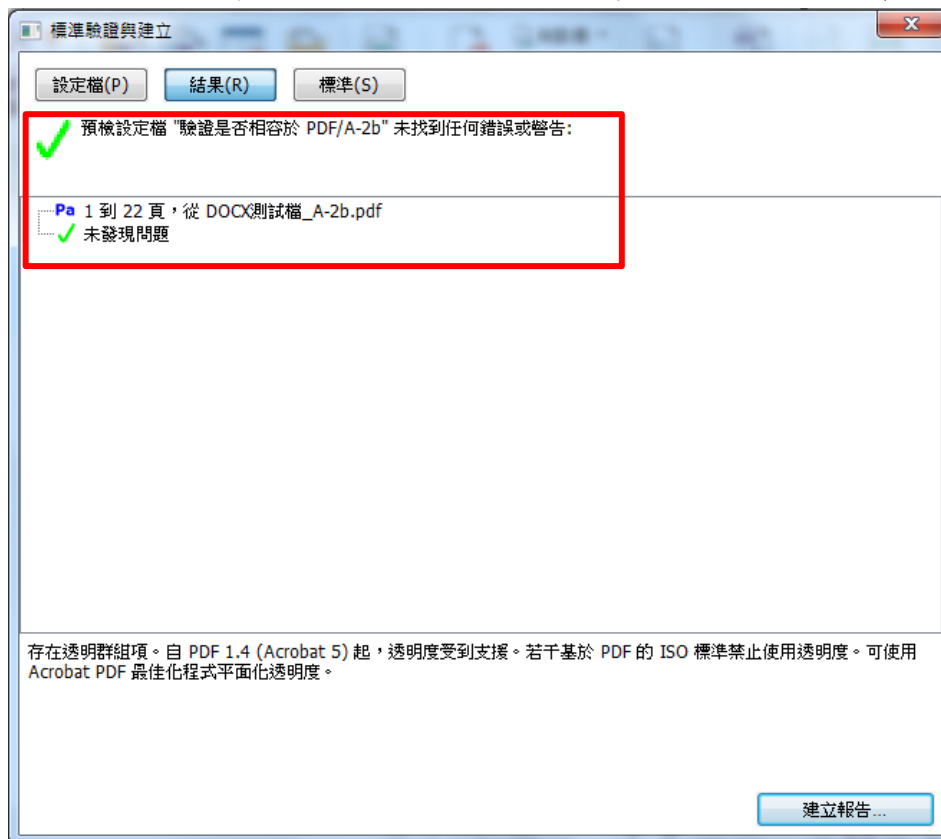 標準驗證與建立
設定檔(P) 結果(R) 標準(S)
預檢設定檔 "驗證是否相容於 PDF/A-2b" 未找到任何錯誤或警告:
Pa 1 到 22 頁，從 DOCX測試檔_A-2b.pdf
未發現問題
存在透明群組項。自 PDF 1.4 (Acrobat 5) 起，透明度受到支援。若干基於 PDF 的 ISO 標準禁止使用透明度。可使用
Acrobat PDF 最佳化程式平面化透明度。
建立報告...